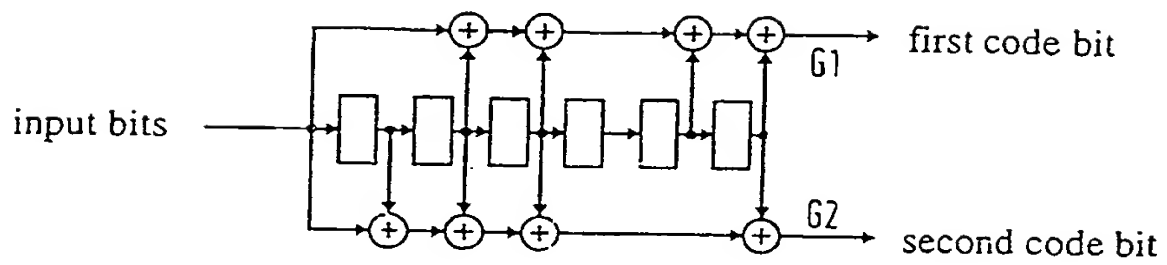 first code bit
G1
input bits
G2
second code bit